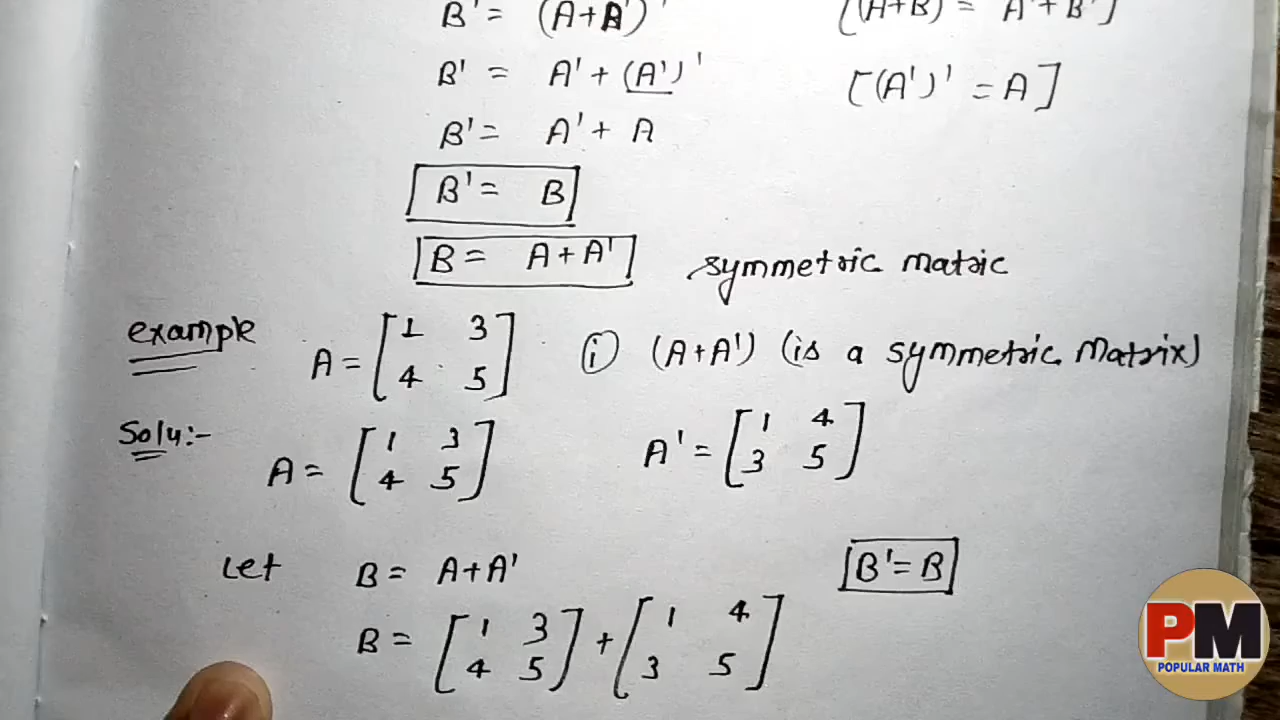 B' = (A+A')' [(A+B)' = A'+B']
B' = A' + (A')' [(A')' = A]
B' = A' + A
B' = B
B = A+A' symmetric matric
example A = [1 3 (i) (A+A') (is a symmetric Matrix)
4 5]
Solu:- A = [1 3 A' = [1 4
4 5] 3 5]
Let B = A+A' B' = B
B = [1 3 + [1 4
4 5] 3 5]
PM
POPULAR MATH